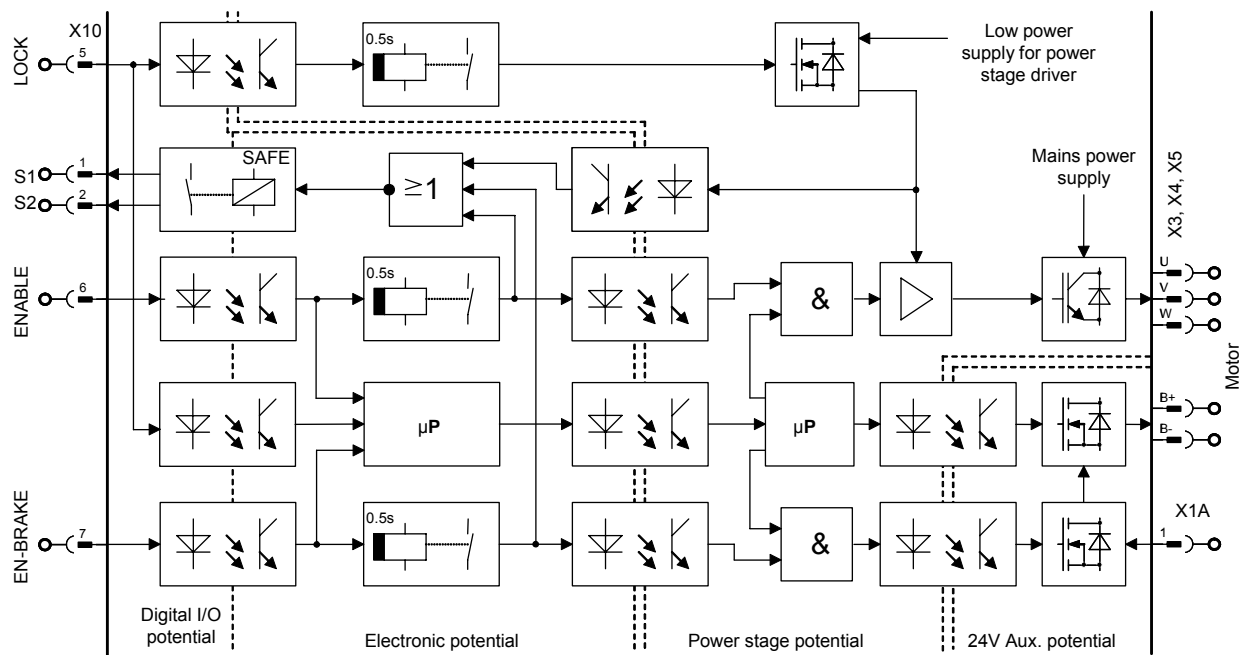 LOCK
X10
5
0.5s
Low power
supply for power
stage driver
S1
1
S2
2
SAFE
≥1
Mains power
supply
X3, X4, X5
ENABLE
6
0.5s
&
U
V
W
Motor
µP
µP
B+
B-
EN-BRAKE
7
0.5s
&
X1A
1
Digital I/O
potential
Electronic potential
Power stage potential
24V Aux. potential